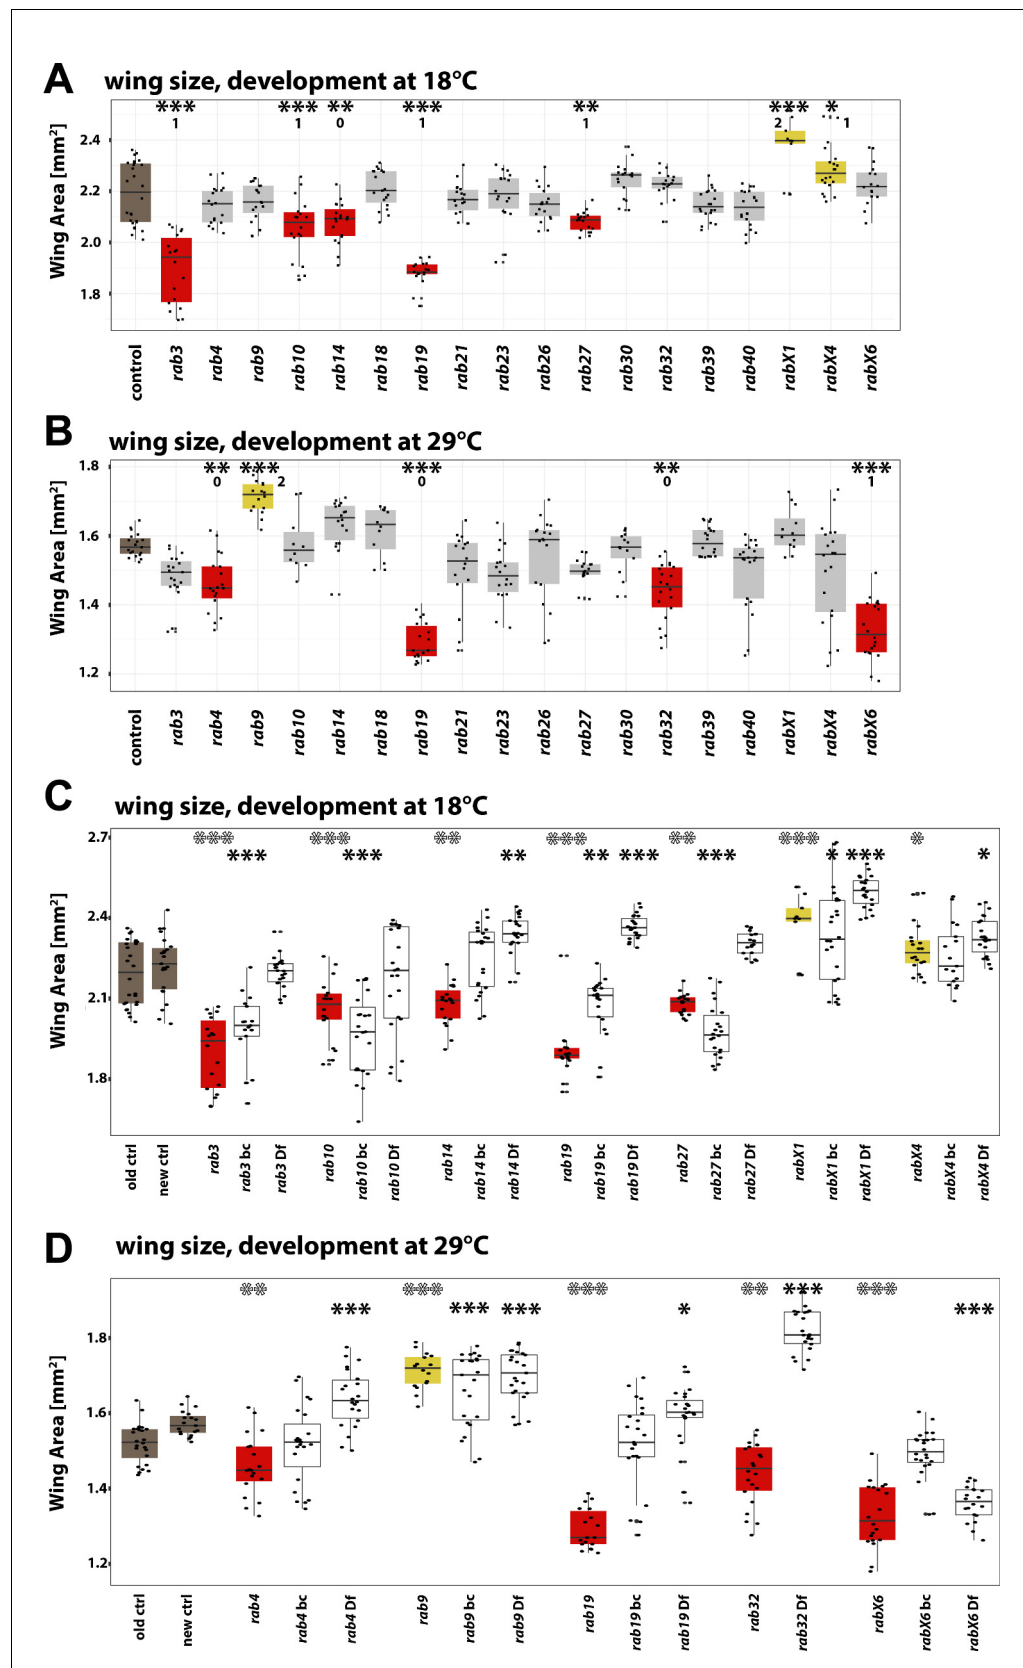 A wing size, development at 18°C
Wing Area [mm²]
*** *** ** *** ** *** *
1 1 0 1 1 2 1
2.4
2.2
2.0
1.8
control rab3 rab4 rab9 rab10 rab14 rab18 rab19 rab21 rab23 rab26 rab27 rab30 rab32 rab39 rab40 rabX1 rabX4 rabX6
B wing size, development at 29°C
Wing Area [mm²]
** *** *** ** ***
0 2 0 0 1
1.8
1.6
1.4
1.2
control rab3 rab4 rab9 rab10 rab14 rab18 rab19 rab21 rab23 rab26 rab27 rab30 rab32 rab39 rab40 rabX1 rabX4 rabX6
C wing size, development at 18°C
Wing Area [mm²]
*** *** ** *** ** *** *
*** *** ** ** *** *** * *** *
2.7
2.4
2.1
1.8
old ctrl new ctrl rab3 rab3 bc rab3 Df rab10 rab10 bc rab10 Df rab14 rab14 bc rab14 Df rab19 rab19 bc rab19 Df rab27 rab27 bc rab27 Df rabX1 rabX1 bc rabX1 Df rabX4 rabX4 bc rabX4 Df
D wing size, development at 29°C
Wing Area [mm²]
** *** *** ** *** ***
*** *** *** * ***
1.8
1.6
1.4
1.2
old ctrl new ctrl rab4 rab4 bc rab4 Df rab9 rab9 bc rab9 Df rab19 rab19 bc rab19 Df rab32 rab32 Df rabX6 rabX6 bc rabX6 Df